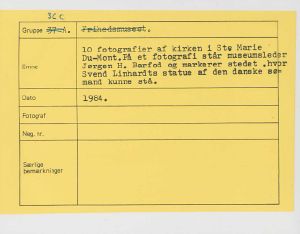 3C C
Gruppe 37-A. Frihedsmuseet.
10 fotografier af kirken i Ste Marie
Du-Mont. På et fotografi står museumsleder
Emne Jørgen H. Barfod og markerer stedet ,hvor
Svend Linhardts statue af den danske sø-
mand kunne stå.
Dato 1984.
Fotograf
Neg. nr.
Særlige
bemærkninger